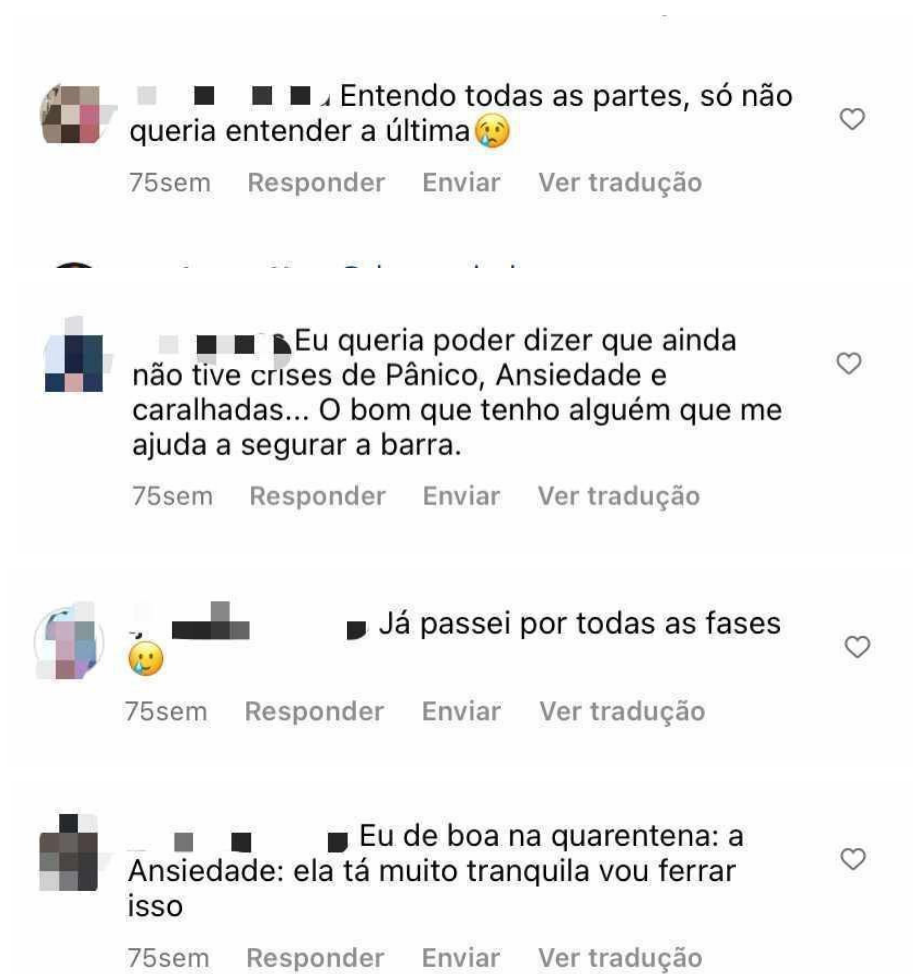 Entendo todas as partes, só não
queria entender a última😢
75sem Responder Enviar Ver tradução
Eu queria poder dizer que ainda
não tive crises de Pânico, Ansiedade e
caralhadas... O bom que tenho alguém que me
ajuda a segurar a barra.
75sem Responder Enviar Ver tradução
Já passei por todas as fases
🥲
75sem Responder Enviar Ver tradução
Eu de boa na quarentena: a
Ansiedade: ela tá muito tranquila vou ferrar
isso
75sem Responder Enviar Ver tradução